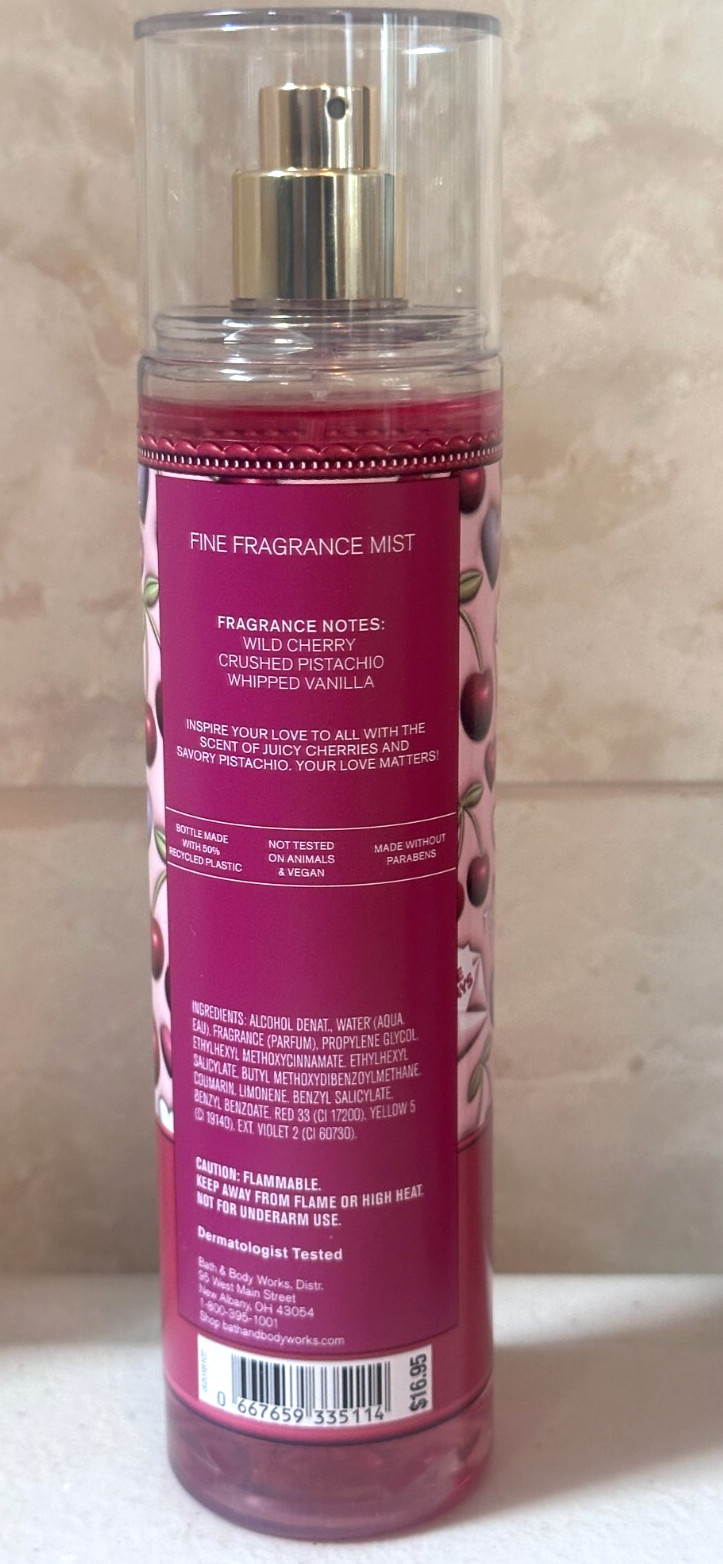 FINE FRAGRANCE MIST
FRAGRANCE NOTES:
WILD CHERRY
CRUSHED PISTACHIO
WHIPPED VANILLA
INSPIRE YOUR LOVE TO ALL WITH THE
SCENT OF JUICY CHERRIES AND
SAVORY PISTACHIO. YOUR LOVE MATTERS!
BOTTLE MADE
WITH 50%
RECYCLED PLASTIC
NOT TESTED
ON ANIMALS
& VEGAN
MADE WITHOUT
PARABENS
INGREDIENTS: ALCOHOL DENAT., WATER (AQUA,
EAU), FRAGRANCE (PARFUM), PROPYLENE GLYCOL,
ETHYLHEXYL METHOXYCINNAMATE, ETHYLHEXYL
SALICYLATE, BUTYL METHOXYDIBENZOYLMETHANE,
COUMARIN, LIMONENE, BENZYL SALICYLATE,
BENZYL BENZOATE, RED 33 (CI 17200), YELLOW 5
(CI 19140), EXT. VIOLET 2 (CI 60730).
CAUTION: FLAMMABLE.
KEEP AWAY FROM FLAME OR HIGH HEAT.
NOT FOR UNDERARM USE.
Dermatologist Tested
Bath & Body Works, Distr.
95 West Main Street
New Albany, OH 43054
1-800-395-1001
Shop bathandbodyworks.com
0 667659 335114
$16.95